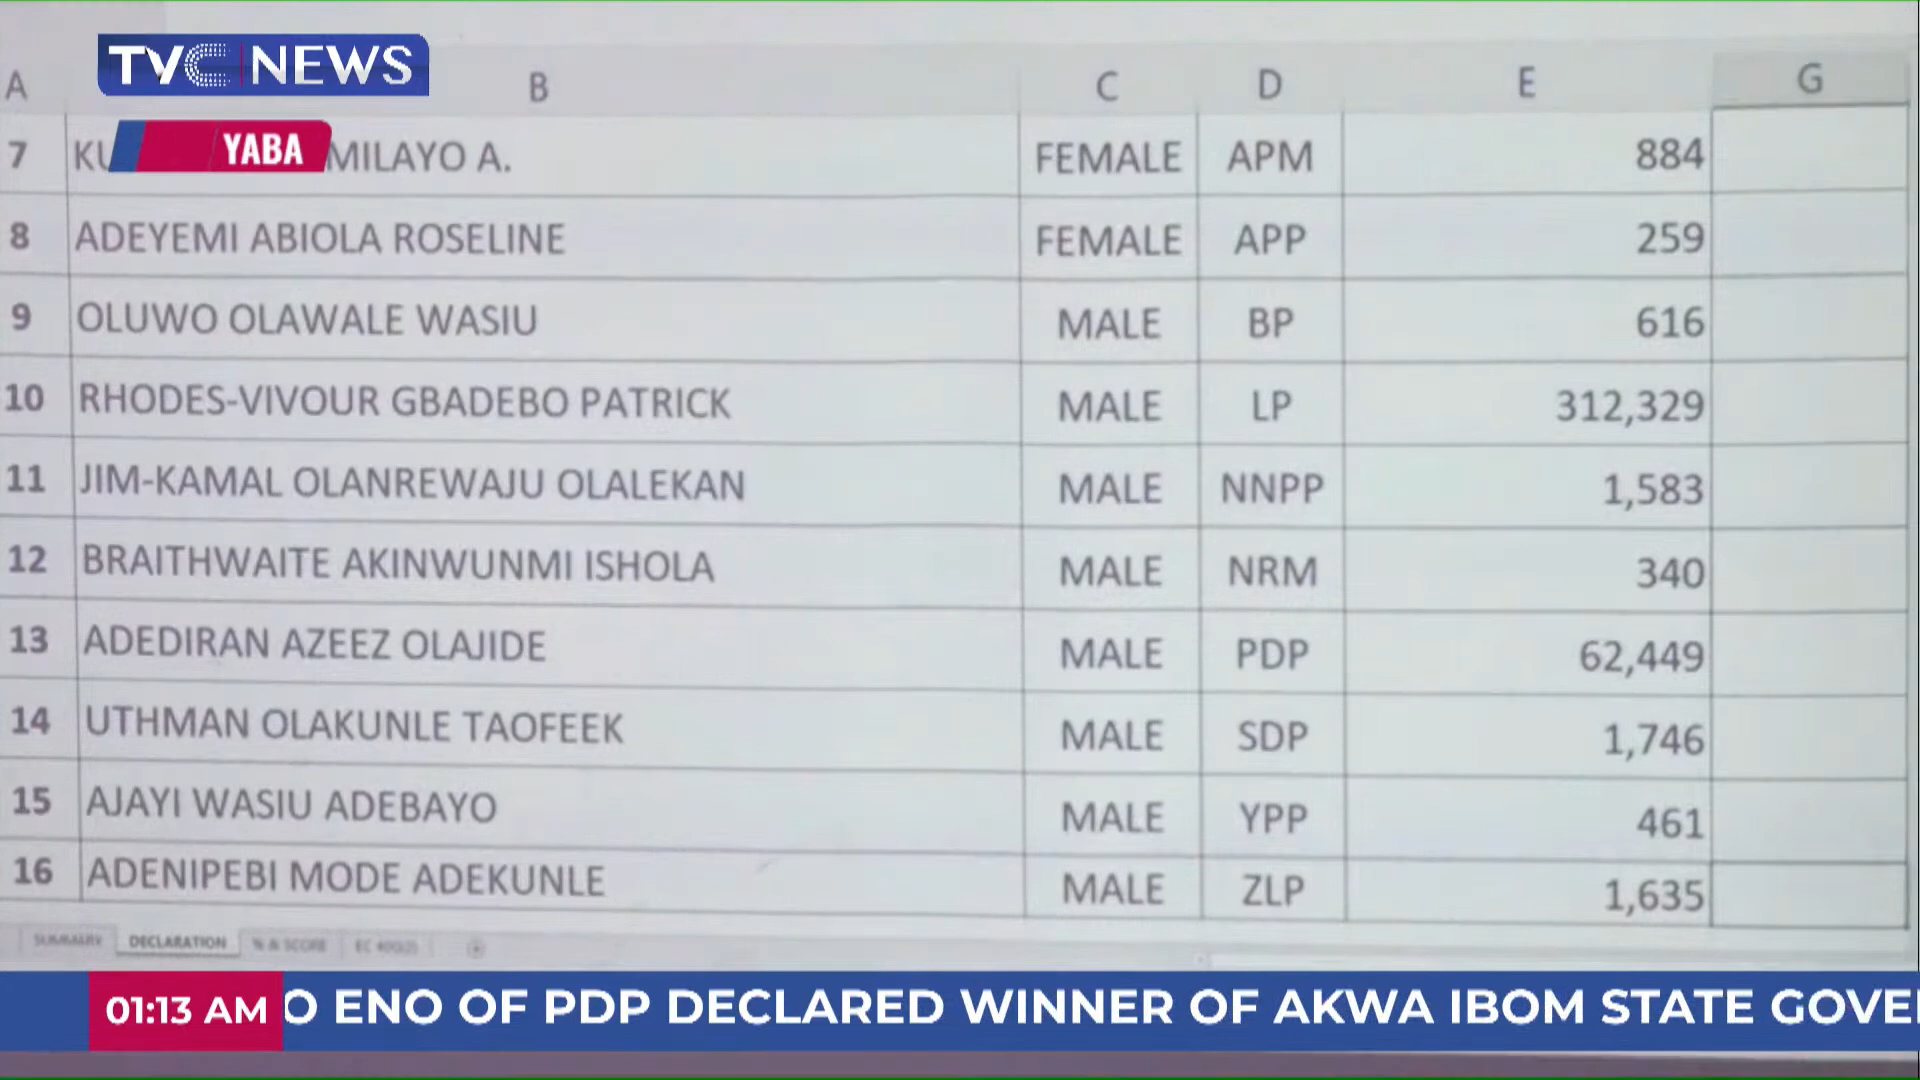 TVC NEWS
A B C D E G
YABA
7 KU MILAYO A. FEMALE APM 884
8 ADEYEMI ABIOLA ROSELINE FEMALE APP 259
9 OLUWO OLAWALE WASIU MALE BP 616
10 RHODES-VIVOUR GBADEBO PATRICK MALE LP 312,329
11 JIM-KAMAL OLANREWAJU OLALEKAN MALE NNPP 1,583
12 BRAITHWAITE AKINWUNMI ISHOLA MALE NRM 340
13 ADEDIRAN AZEEZ OLAJIDE MALE PDP 62,449
14 UTHMAN OLAKUNLE TAOFEEK MALE SDP 1,746
15 AJAYI WASIU ADEBAYO MALE YPP 461
16 ADENIPEBI MODE ADEKUNLE MALE ZLP 1,635
SUMMARY DECLARATION % A SCORE
01:13 AM O ENO OF PDP DECLARED WINNER OF AKWA IBOM STATE GOVE